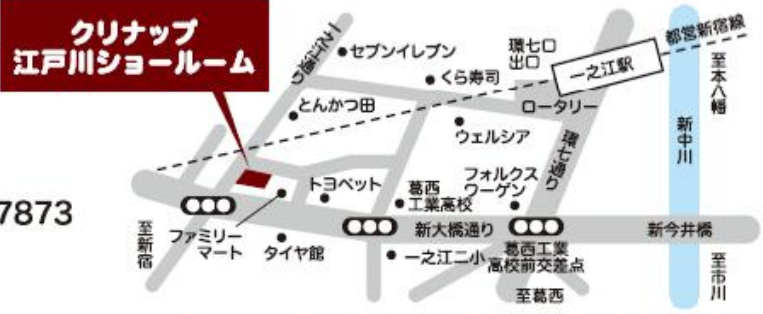 クリナップ
江戸川ショールーム
一之江通り
セブンイレブン
くら寿司
とんかつ田
環七口
出口
一之江駅
都営新宿線
至本八幡
ロータリー
ウェルシア
環七通り
新中川
7873
トヨペット
葛西
工業高校
フォルクス
ワーゲン
至新宿
ファミリー
マート
タイヤ館
新大橋通り
一之江二小
葛西工業
高校前交差点
新今井橋
至葛西
至市川